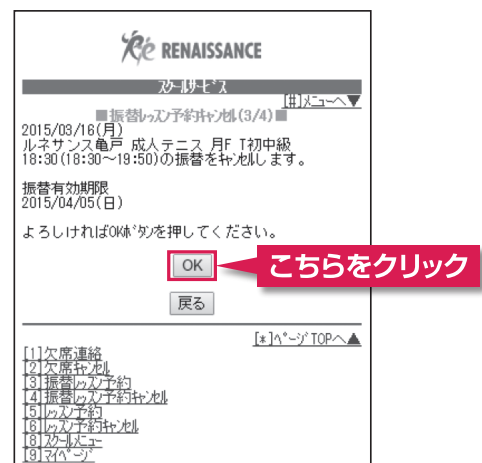 Ré RENAISSANCE
ｽｸｰﾙｻｰﾋﾞｽ
[#]ﾒﾆｭｰへ▼
■振替ﾚｯｽﾝ予約ｷｬﾝｾﾙ(3/4)■
2015/03/16(月)
ルネサンス亀戸 成人テニス 月F T初中級
18:30(18:30～19:50)の振替をｷｬﾝｾﾙします。
振替有効期限
2015/04/05(日)
よろしければOKﾎﾞﾀﾝを押してください。
OK
こちらをクリック
戻る
[*]ﾍﾟｰｼﾞTOPへ▲
[1]欠席連絡
[2]欠席ｷｬﾝｾﾙ
[3]振替ﾚｯｽﾝ予約
[4]振替ﾚｯｽﾝ予約ｷｬﾝｾﾙ
[5]ﾚｯｽﾝ予約
[6]ﾚｯｽﾝ予約ｷｬﾝｾﾙ
[8]ｽｸｰﾙﾒﾆｭｰ
[9]ﾏｲﾍﾟｰｼﾞ